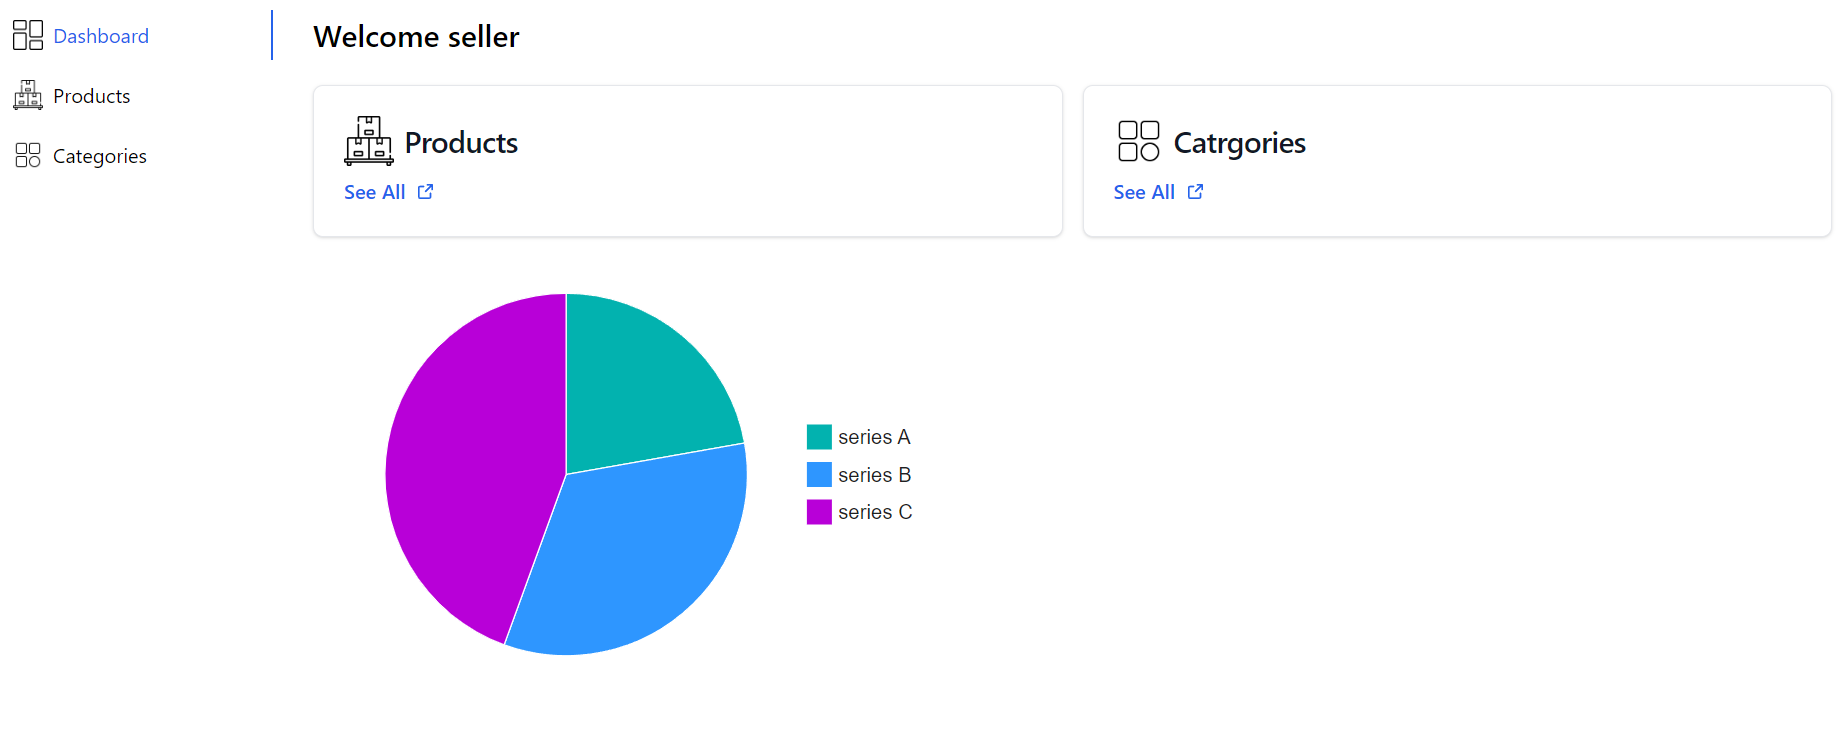 Dashboard
Products
Categories
Welcome seller
Products
See All
Catrgories
See All
series A
series B
series C